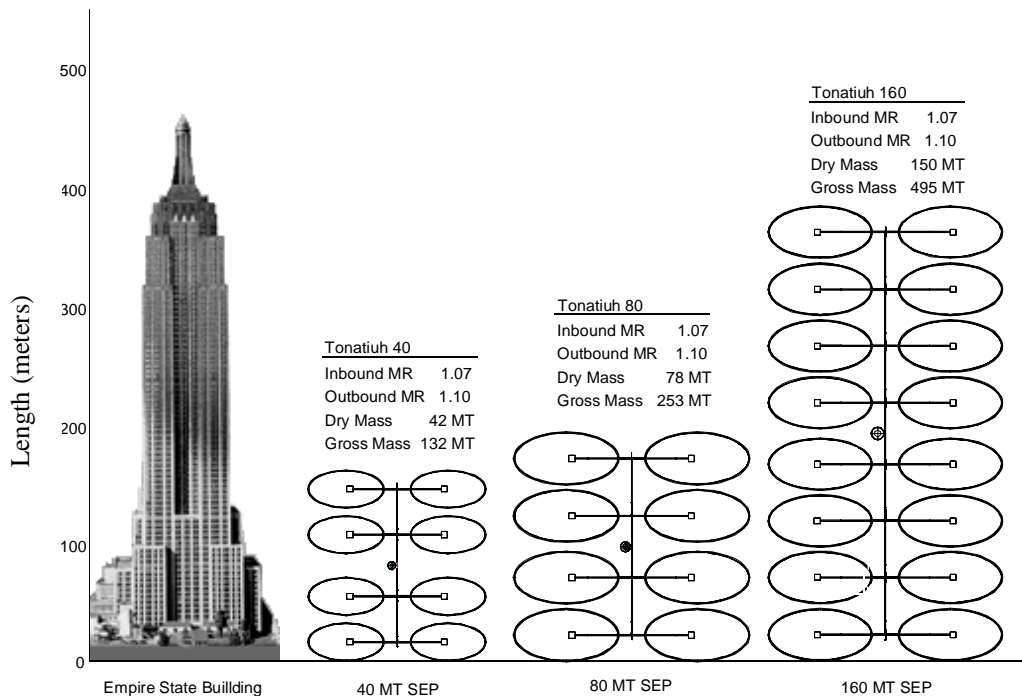 Length (meters)
500
400
300
200
100
0
Tonatiuh 40
Inbound MR 1.07
Outbound MR 1.10
Dry Mass 42 MT
Gross Mass 132 MT
Tonatiuh 80
Inbound MR 1.07
Outbound MR 1.10
Dry Mass 78 MT
Gross Mass 253 MT
Tonatiuh 160
Inbound MR 1.07
Outbound MR 1.10
Dry Mass 150 MT
Gross Mass 495 MT
Empire State Buillding
40 MT SEP
80 MT SEP
160 MT SEP